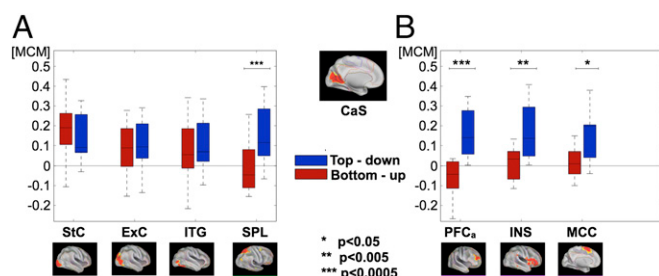 A
[MCM]
0.5
0.4
0.3
0.2
0.1
0
-0.1
-0.2
***
StC ExC ITG SPL
CaS
Top - down
Bottom - up
* p<0.05
** p<0.005
*** p<0.0005
B
[MCM]
0.5
0.4
0.3
0.2
0.1
0
-0.1
-0.2
*** ** *
PFCa INS MCC